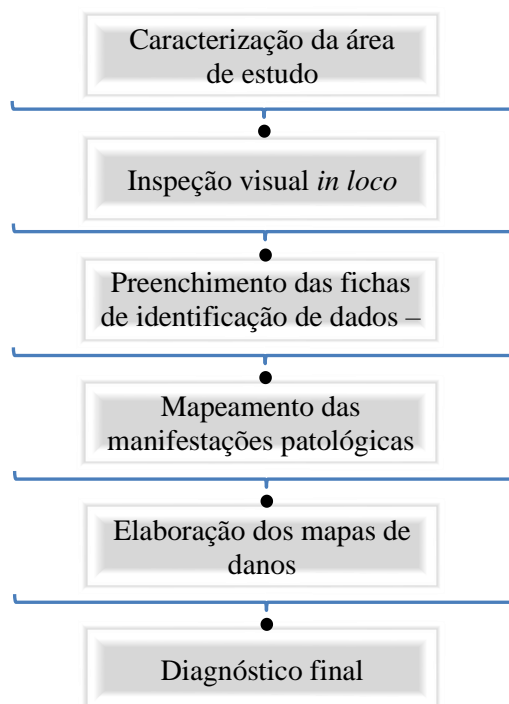 Caracterização da área
de estudo
Inspeção visual in loco
Preenchimento das fichas
de identificação de dados –
Mapeamento das
manifestações patológicas
Elaboração dos mapas de
danos
Diagnóstico final